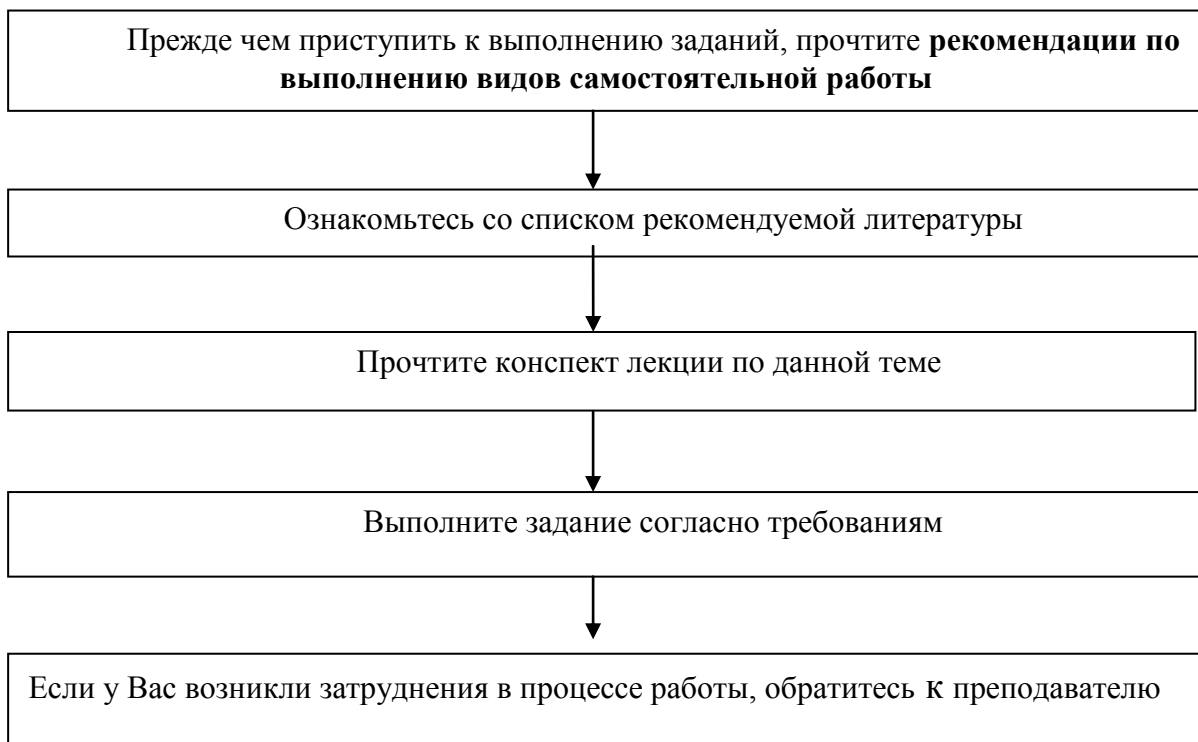 Прежде чем приступить к выполнению заданий, прочтите рекомендации по
выполнению видов самостоятельной работы
Ознакомьтесь со списком рекомендуемой литературы
Прочтите конспект лекции по данной теме
Выполните задание согласно требованиям
Если у Вас возникли затруднения в процессе работы, обратитесь к преподавателю